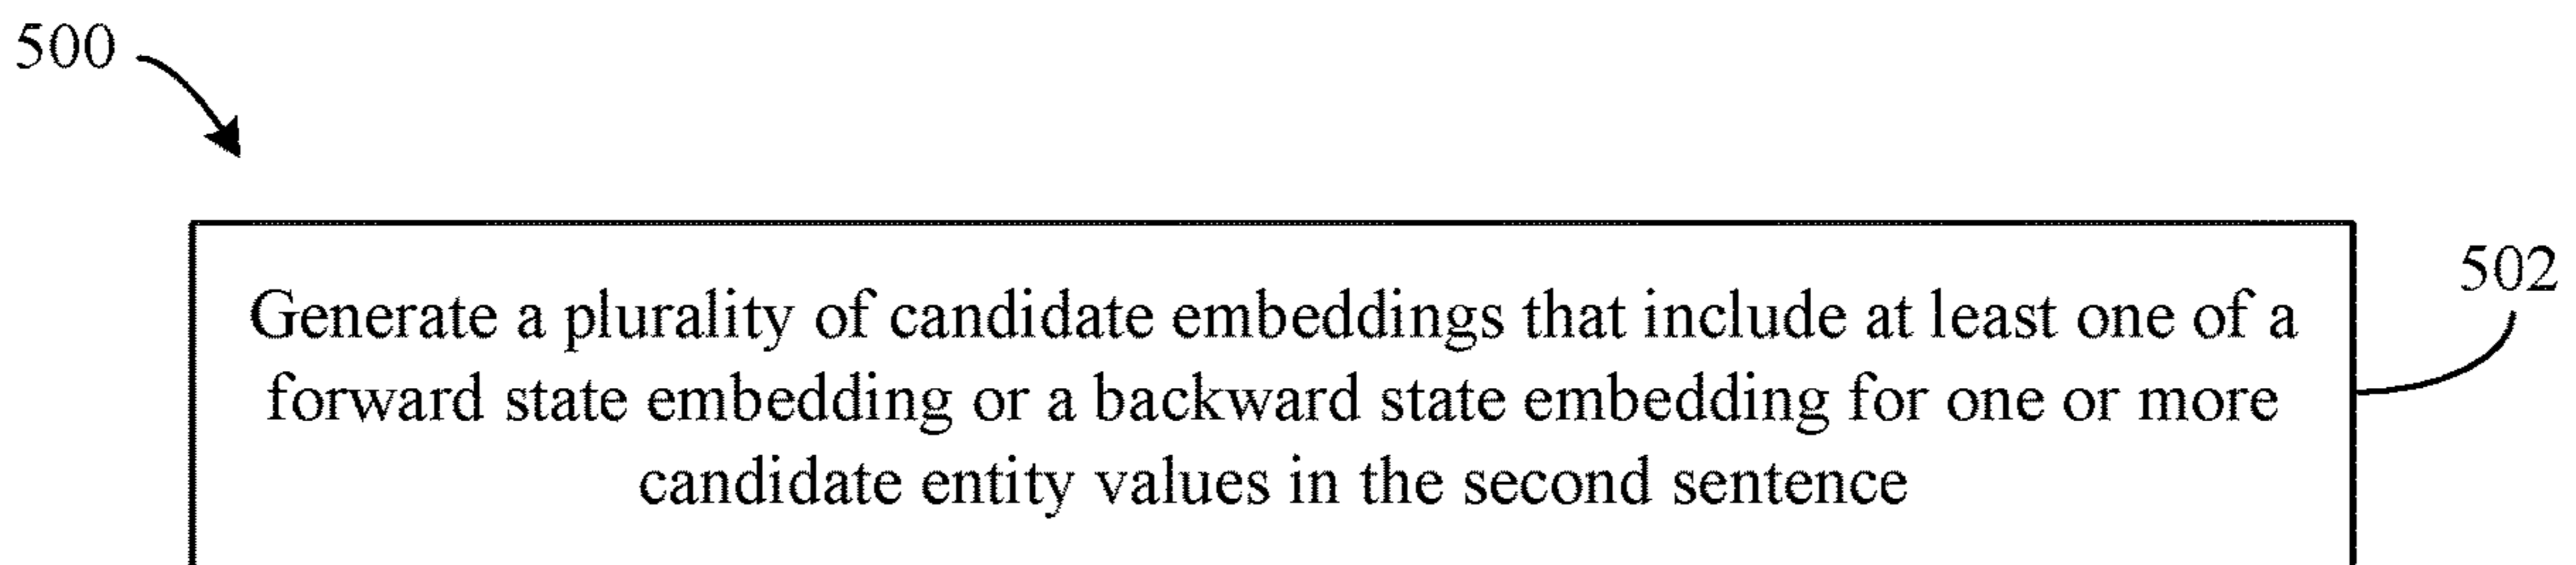 500
502
Generate a plurality of candidate embeddings that include at least one of a
forward state embedding or a backward state embedding for one or more
candidate entity values in the second sentence